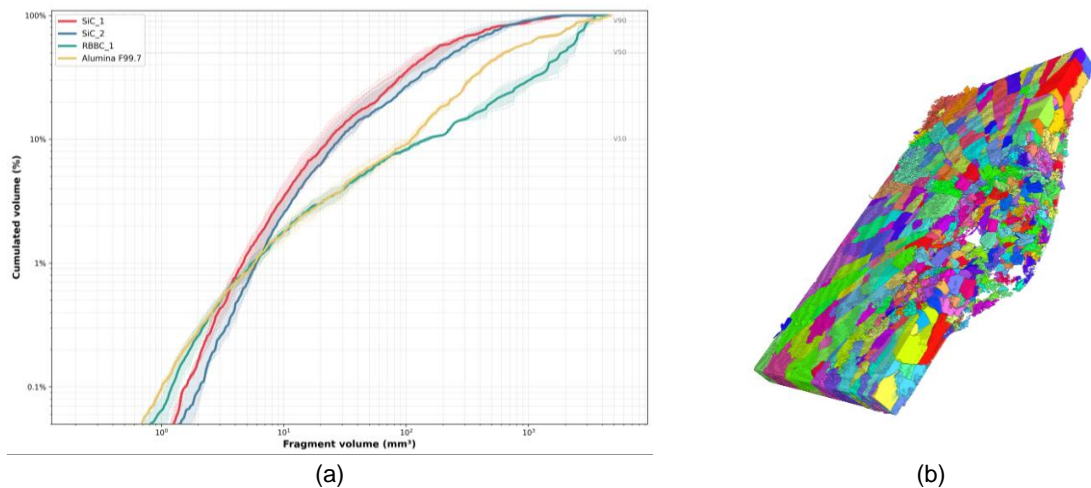 SiC_1
SiC_2
RBBC_1
Alumina F99.7
100%
10%
1%
0.1%
Cumulated volume (%)
V90
V50
V10
10⁰
10¹
10²
10³
Fragment volume (mm³)
(a)
(b)